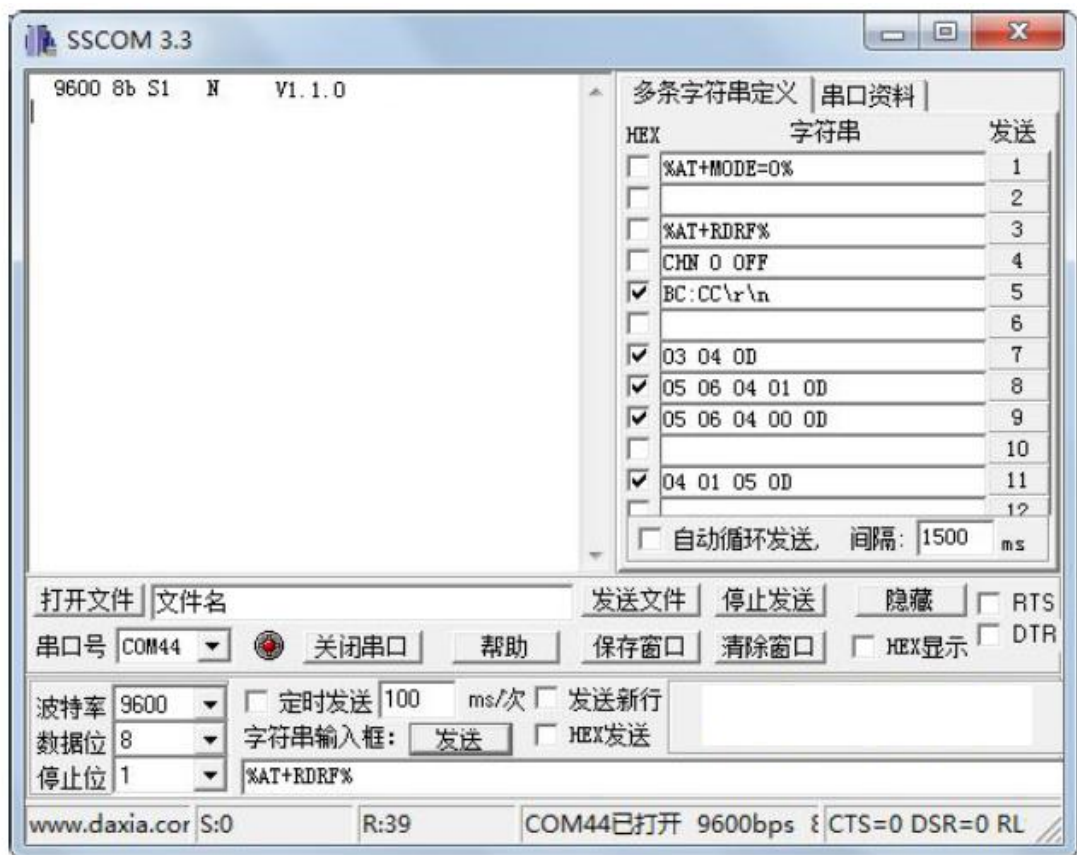 SSCOM 3.3
9600 8b S1 N V1.1.0
多条字符串定义 串口资料
HEX 字符串 发送
%AT+MODE=0% 1
2
%AT+RDRF% 3
CHN 0 OFF 4
BC:CC\r\n 5
6
03 04 0D 7
05 06 04 01 0D 8
05 06 04 00 0D 9
10
04 01 05 0D 11
12
自动循环发送, 间隔: 1500 ms
打开文件 文件名 发送文件 停止发送 隐藏 RTS
串口号 COM44 关闭串口 帮助 保存窗口 清除窗口 HEX显示 DTR
波特率 9600 定时发送 100 ms/次 发送新行
数据位 8 字符串输入框: 发送 HEX发送
停止位 1 %AT+RDRF%
www.daxia.cor S:0 R:39 COM44已打开 9600bps 8 CTS=0 DSR=0 RL